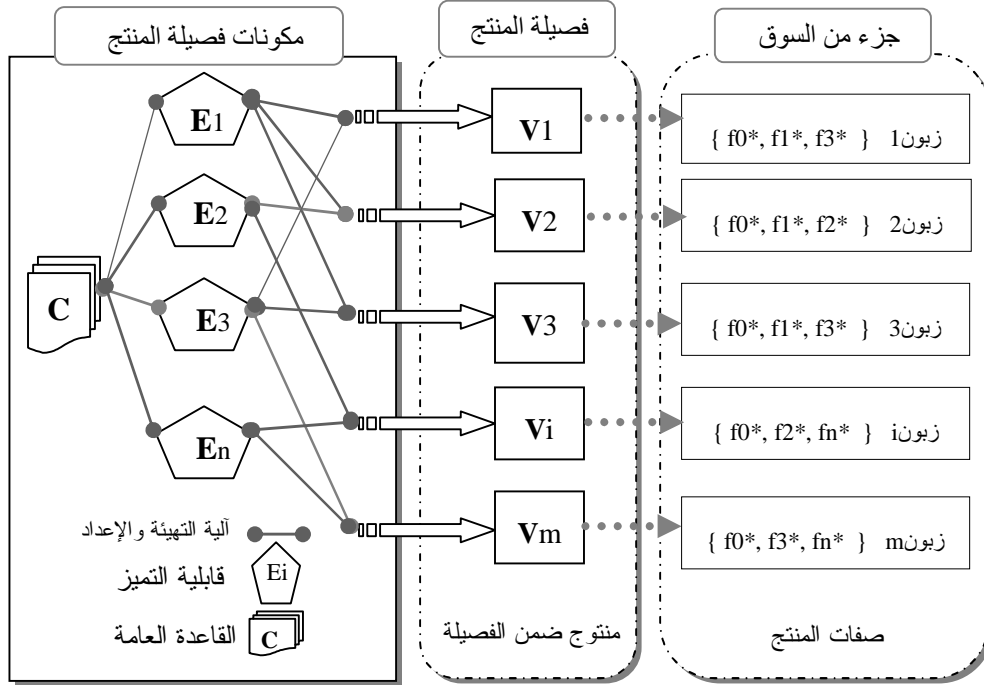 جزء من السوق
فصيلة المنتج
مكونات فصيلة المنتج
E1
V1
زبون1 { f0*, f1*, f3* }
E2
V2
زبون2 { f0*, f1*, f2* }
C
E3
V3
زبون3 { f0*, f1*, f3* }
En
Vi
زبونi { f0*, f2*, fn* }
Vm
زبونm { f0*, f3*, fn* }
آلية التهيئة والإعداد
Ei
قابلية التميز
C
القاعدة العامة
منتوج ضمن الفصيلة
صفات المنتج